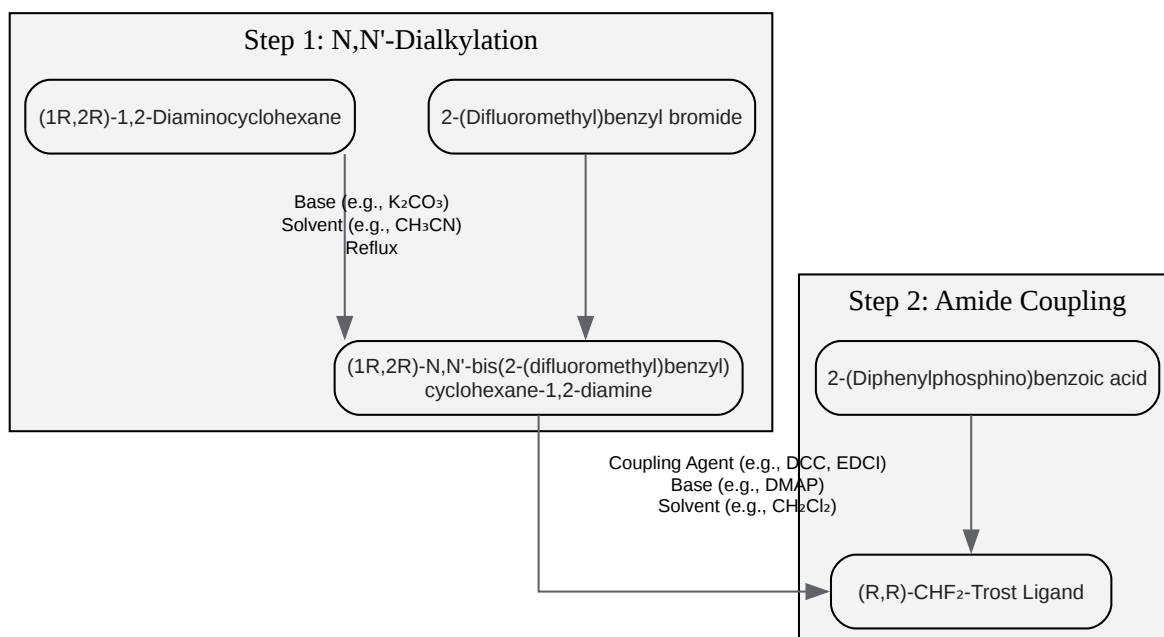 Step 1: N,N'-Dialkylation
(1R,2R)-1,2-Diaminocyclohexane
2-(Difluoromethyl)benzyl bromide
Base (e.g., K₂CO₃)
Solvent (e.g., CH₃CN)
Reflux
(1R,2R)-N,N'-bis(2-(difluoromethyl)benzyl)
cyclohexane-1,2-diamine
Step 2: Amide Coupling
2-(Diphenylphosphino)benzoic acid
Coupling Agent (e.g., DCC, EDCI)
Base (e.g., DMAP)
Solvent (e.g., CH₂Cl₂)
(R,R)-CHF₂-Trost Ligand